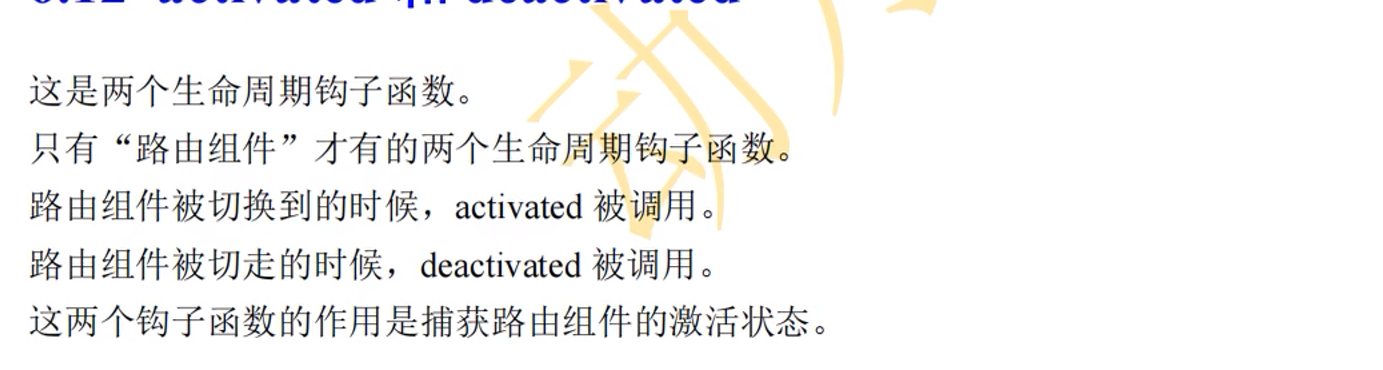 6.12 activated 和 deactivated
这是两个生命周期钩子函数。
只有“路由组件”才有的两个生命周期钩子函数。
路由组件被切换到的时候，activated 被调用。
路由组件被切走的时候，deactivated 被调用。
这两个钩子函数的作用是捕获路由组件的激活状态。